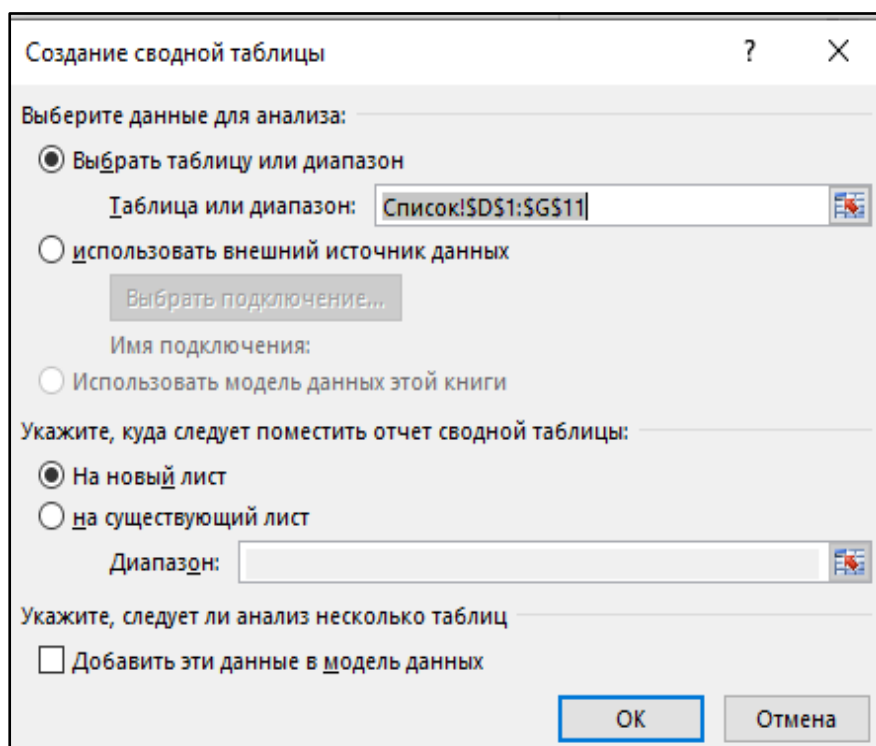 Создание сводной таблицы ?
Выберите данные для анализа:
Выбрать таблицу или диапазон
Таблица или диапазон: Список!$D$1:$G$11
использовать внешний источник данных
Выбрать подключение...
Имя подключения:
Использовать модель данных этой книги
Укажите, куда следует поместить отчет сводной таблицы:
На новый лист
на существующий лист
Диапазон:
Укажите, следует ли анализ несколько таблиц
Добавить эти данные в модель данных
ОК Отмена